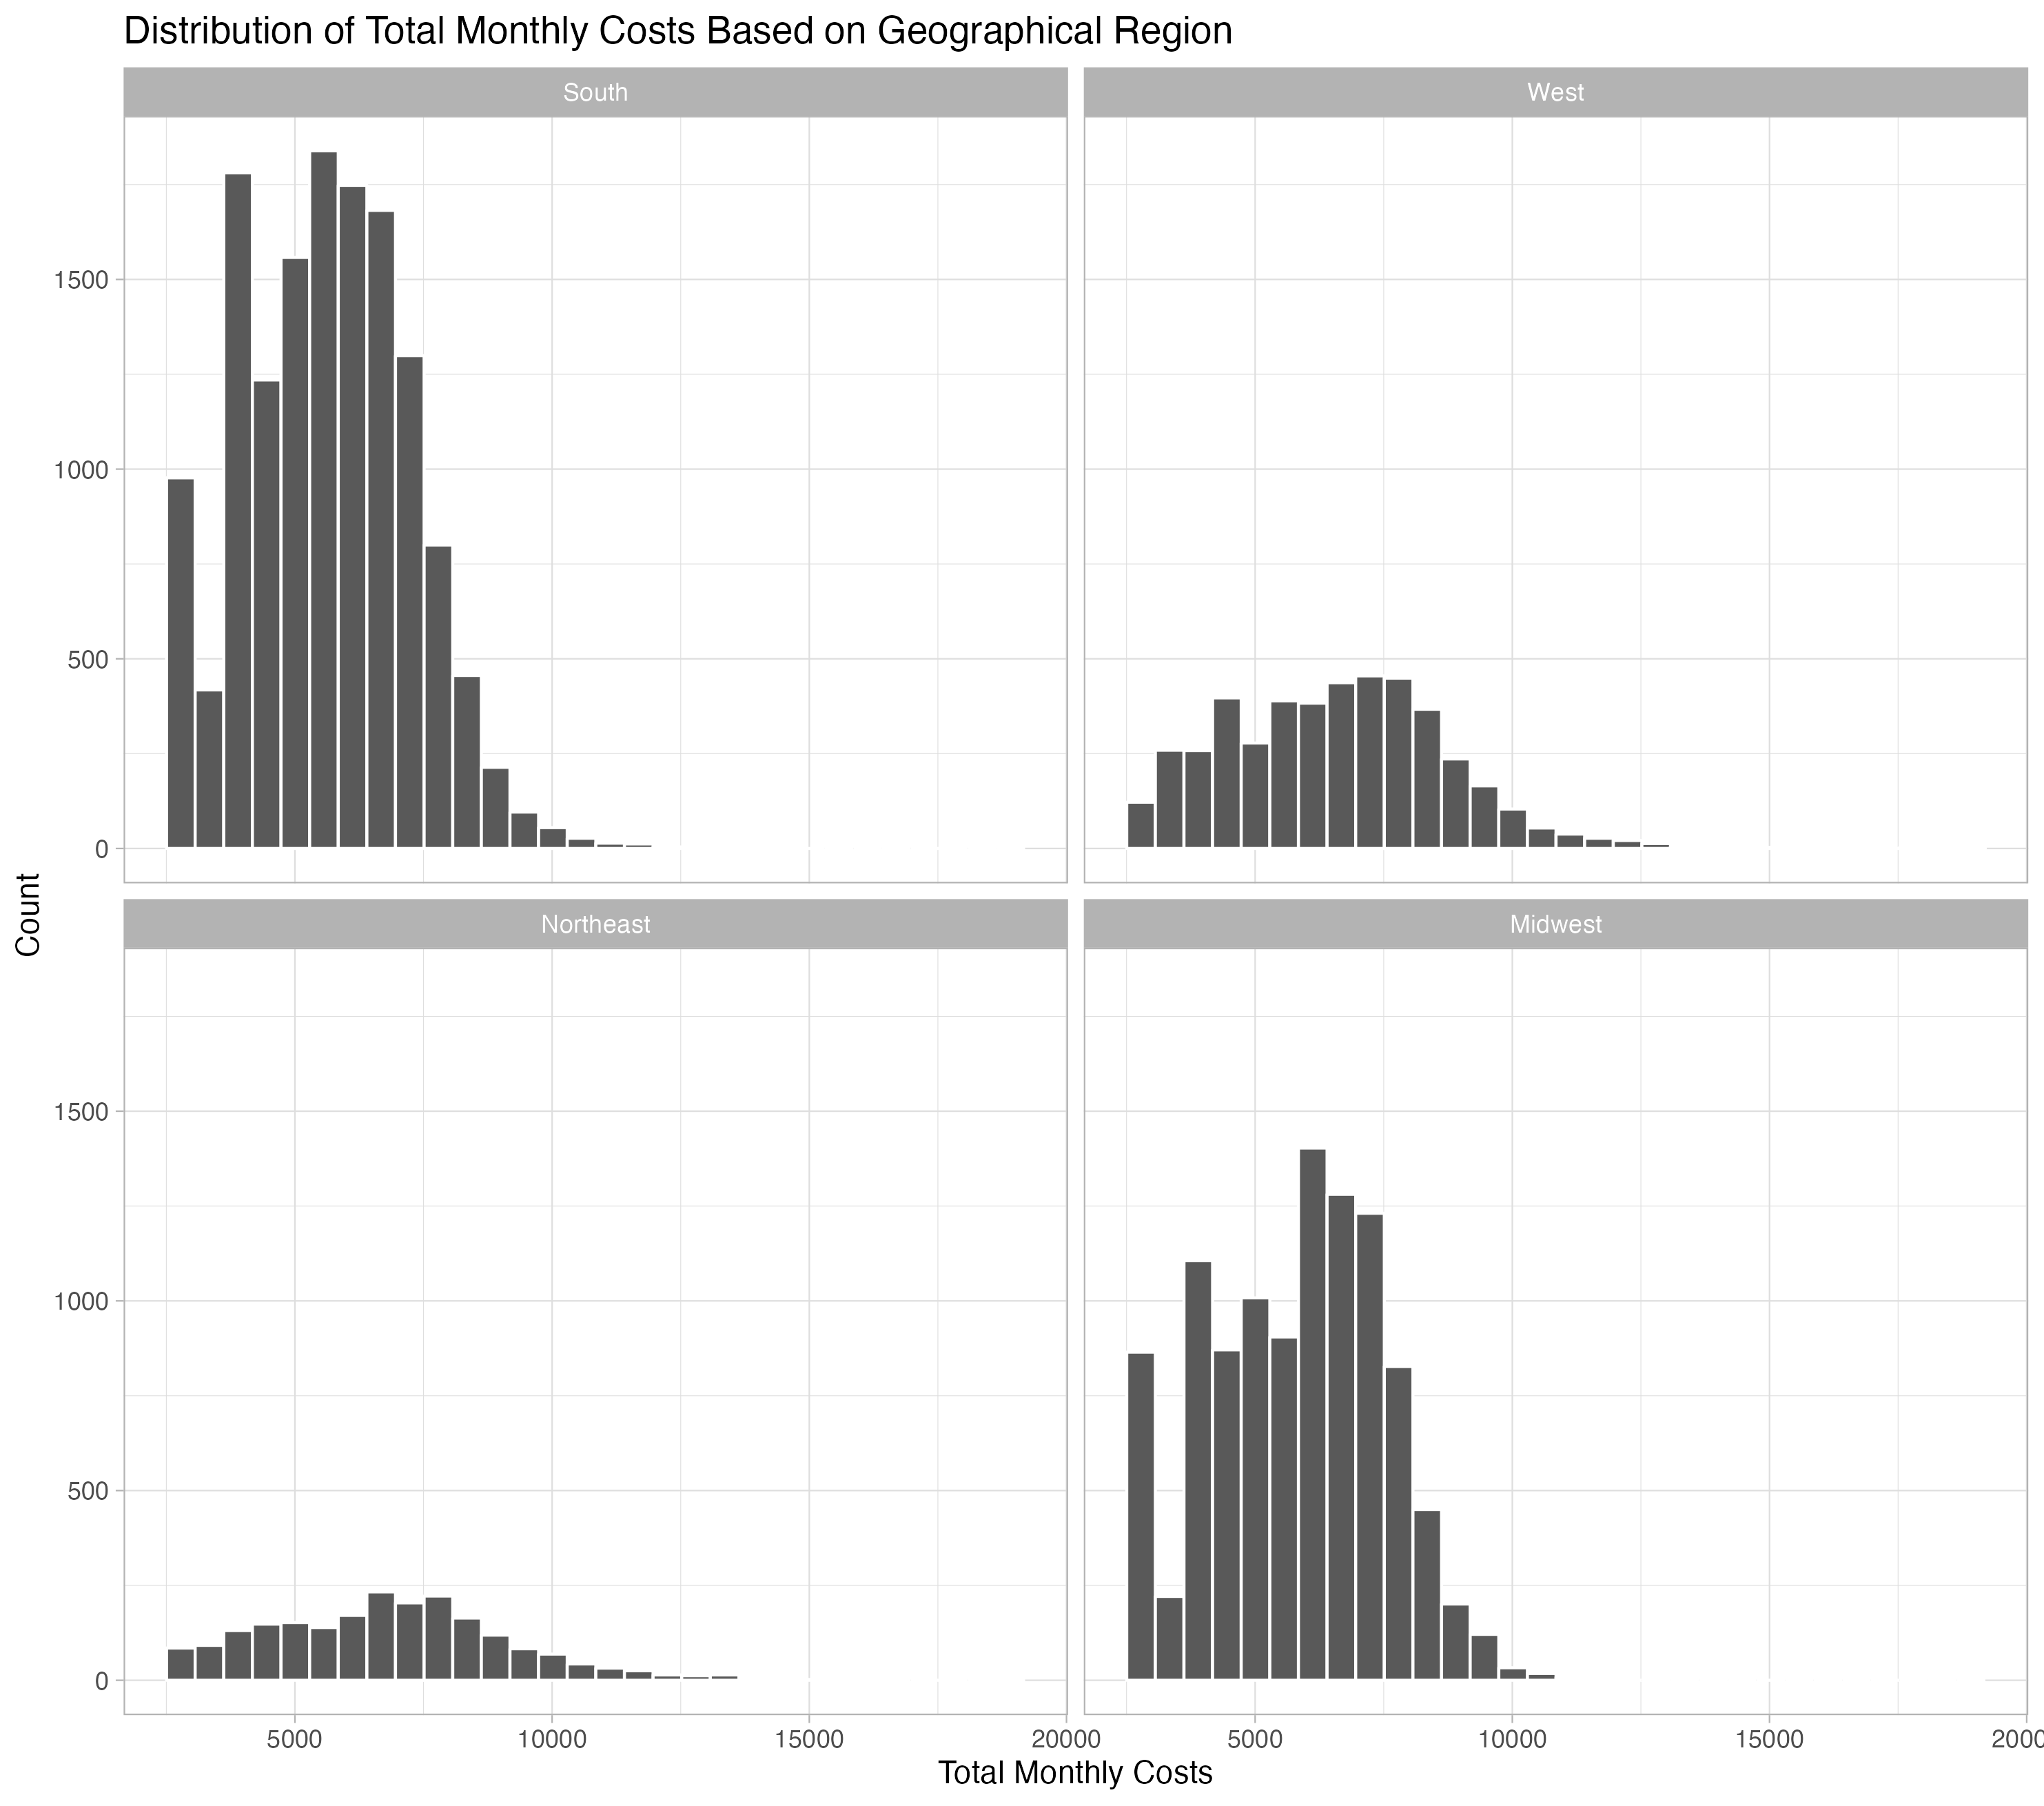 Distribution of Total Monthly Costs Based on Geographical Region
South
West
1500
1000
500
0
Count
Northeast
Midwest
1500
1000
500
0
5000 10000 15000 20000 5000 10000 15000 2000
Total Monthly Costs